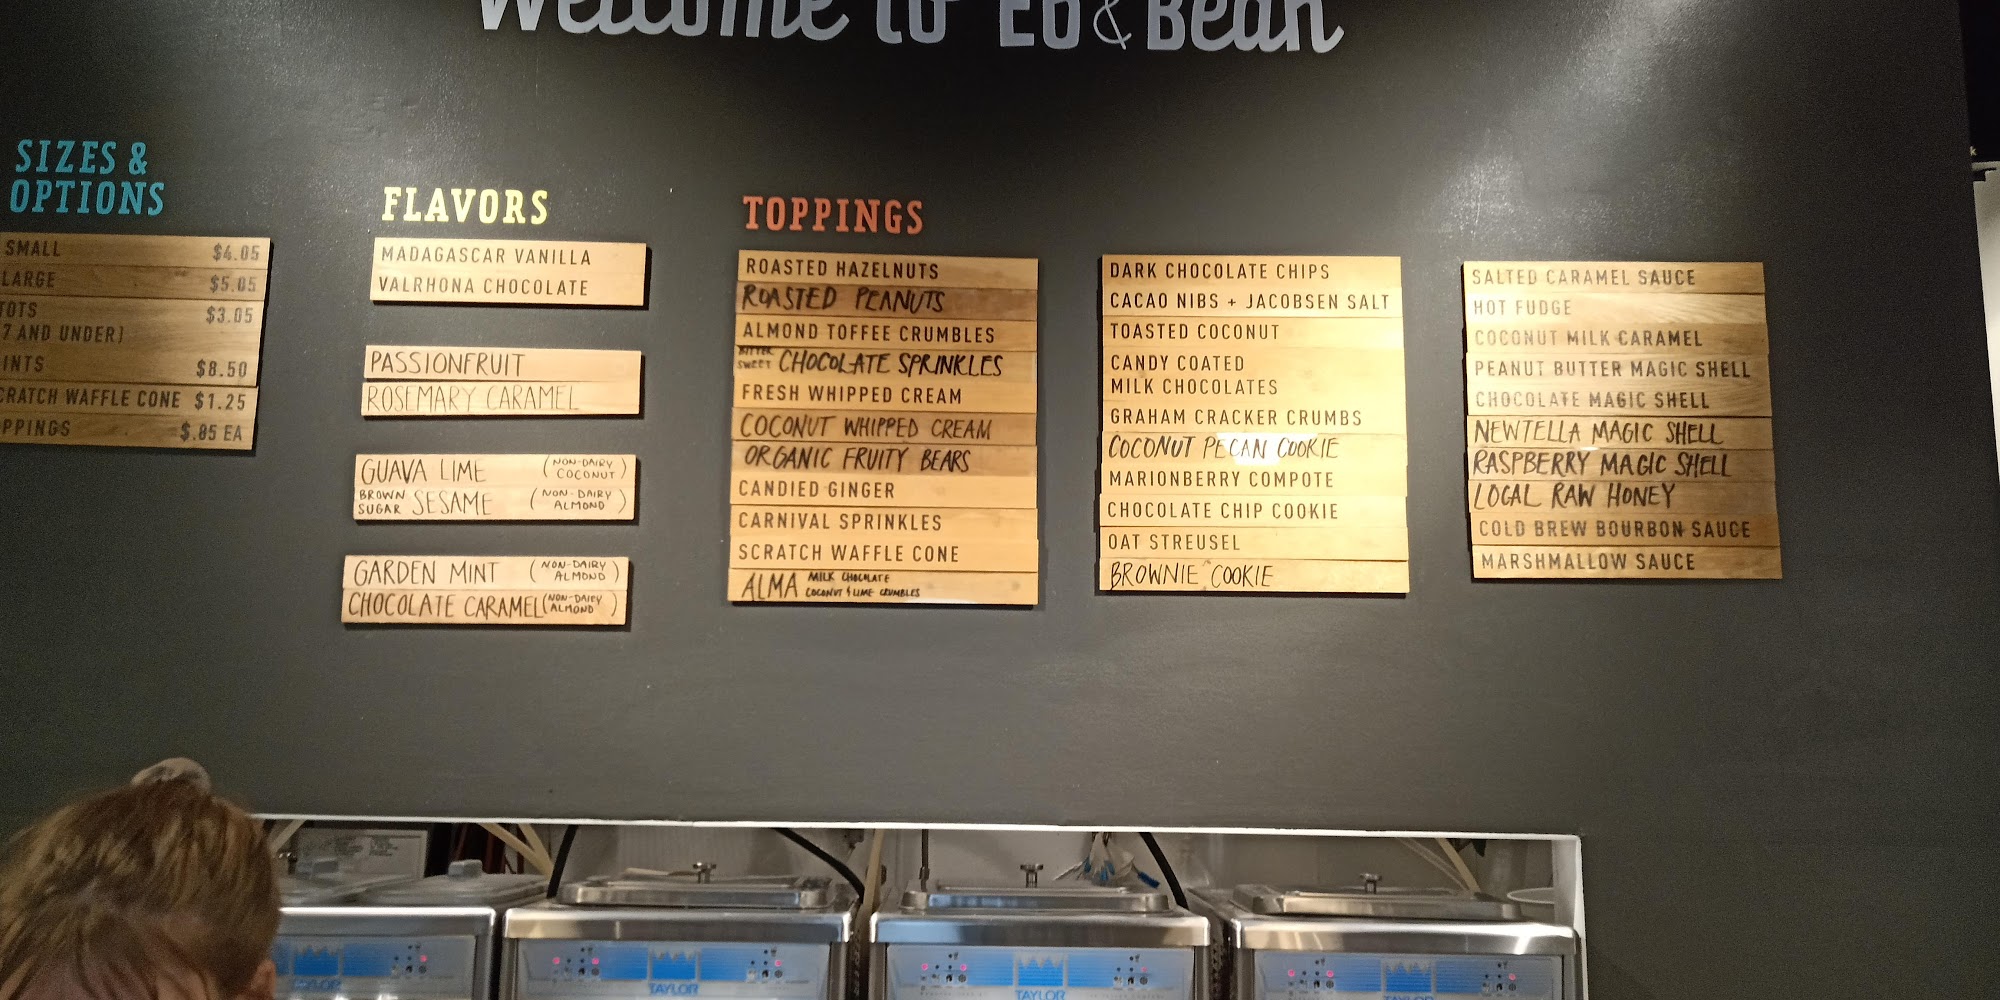 Welcome to Eb & Bean
SIZES &
OPTIONS
SMALL $4.05
LARGE $5.05
TOTS $3.05
7 AND UNDER)
INTS $8.50
CRATCH WAFFLE CONE $1.25
PPINGS $.85 EA
FLAVORS
MADAGASCAR VANILLA
VALRHONA CHOCOLATE
PASSIONFRUIT
ROSEMARY CARAMEL
GUAVA LIME (NON-DAIRY COCONUT)
BROWN SUGAR SESAME (NON-DAIRY ALMOND)
GARDEN MINT (NON-DAIRY ALMOND)
CHOCOLATE CARAMEL (NON-DAIRY ALMOND)
TOPPINGS
ROASTED HAZELNUTS
ROASTED PEANUTS
ALMOND TOFFEE CRUMBLES
BITTER SWEET CHOCOLATE SPRINKLES
FRESH WHIPPED CREAM
COCONUT WHIPPED CREAM
ORGANIC FRUITY BEARS
CANDIED GINGER
CARNIVAL SPRINKLES
SCRATCH WAFFLE CONE
ALMA MILK CHOCOLATE COCONUT & LIME CRUMBLES
DARK CHOCOLATE CHIPS
CACAO NIBS + JACOBSEN SALT
TOASTED COCONUT
CANDY COATED
MILK CHOCOLATES
GRAHAM CRACKER CRUMBS
COCONUT PECAN COOKIE
MARIONBERRY COMPOTE
CHOCOLATE CHIP COOKIE
OAT STREUSEL
BROWNIE COOKIE
SALTED CARAMEL SAUCE
HOT FUDGE
COCONUT MILK CARAMEL
PEANUT BUTTER MAGIC SHELL
CHOCOLATE MAGIC SHELL
NEWTELLA MAGIC SHELL
RASPBERRY MAGIC SHELL
LOCAL RAW HONEY
COLD BREW BOURBON SAUCE
MARSHMALLOW SAUCE
TAYLOR
TAYLOR
TAYLOR